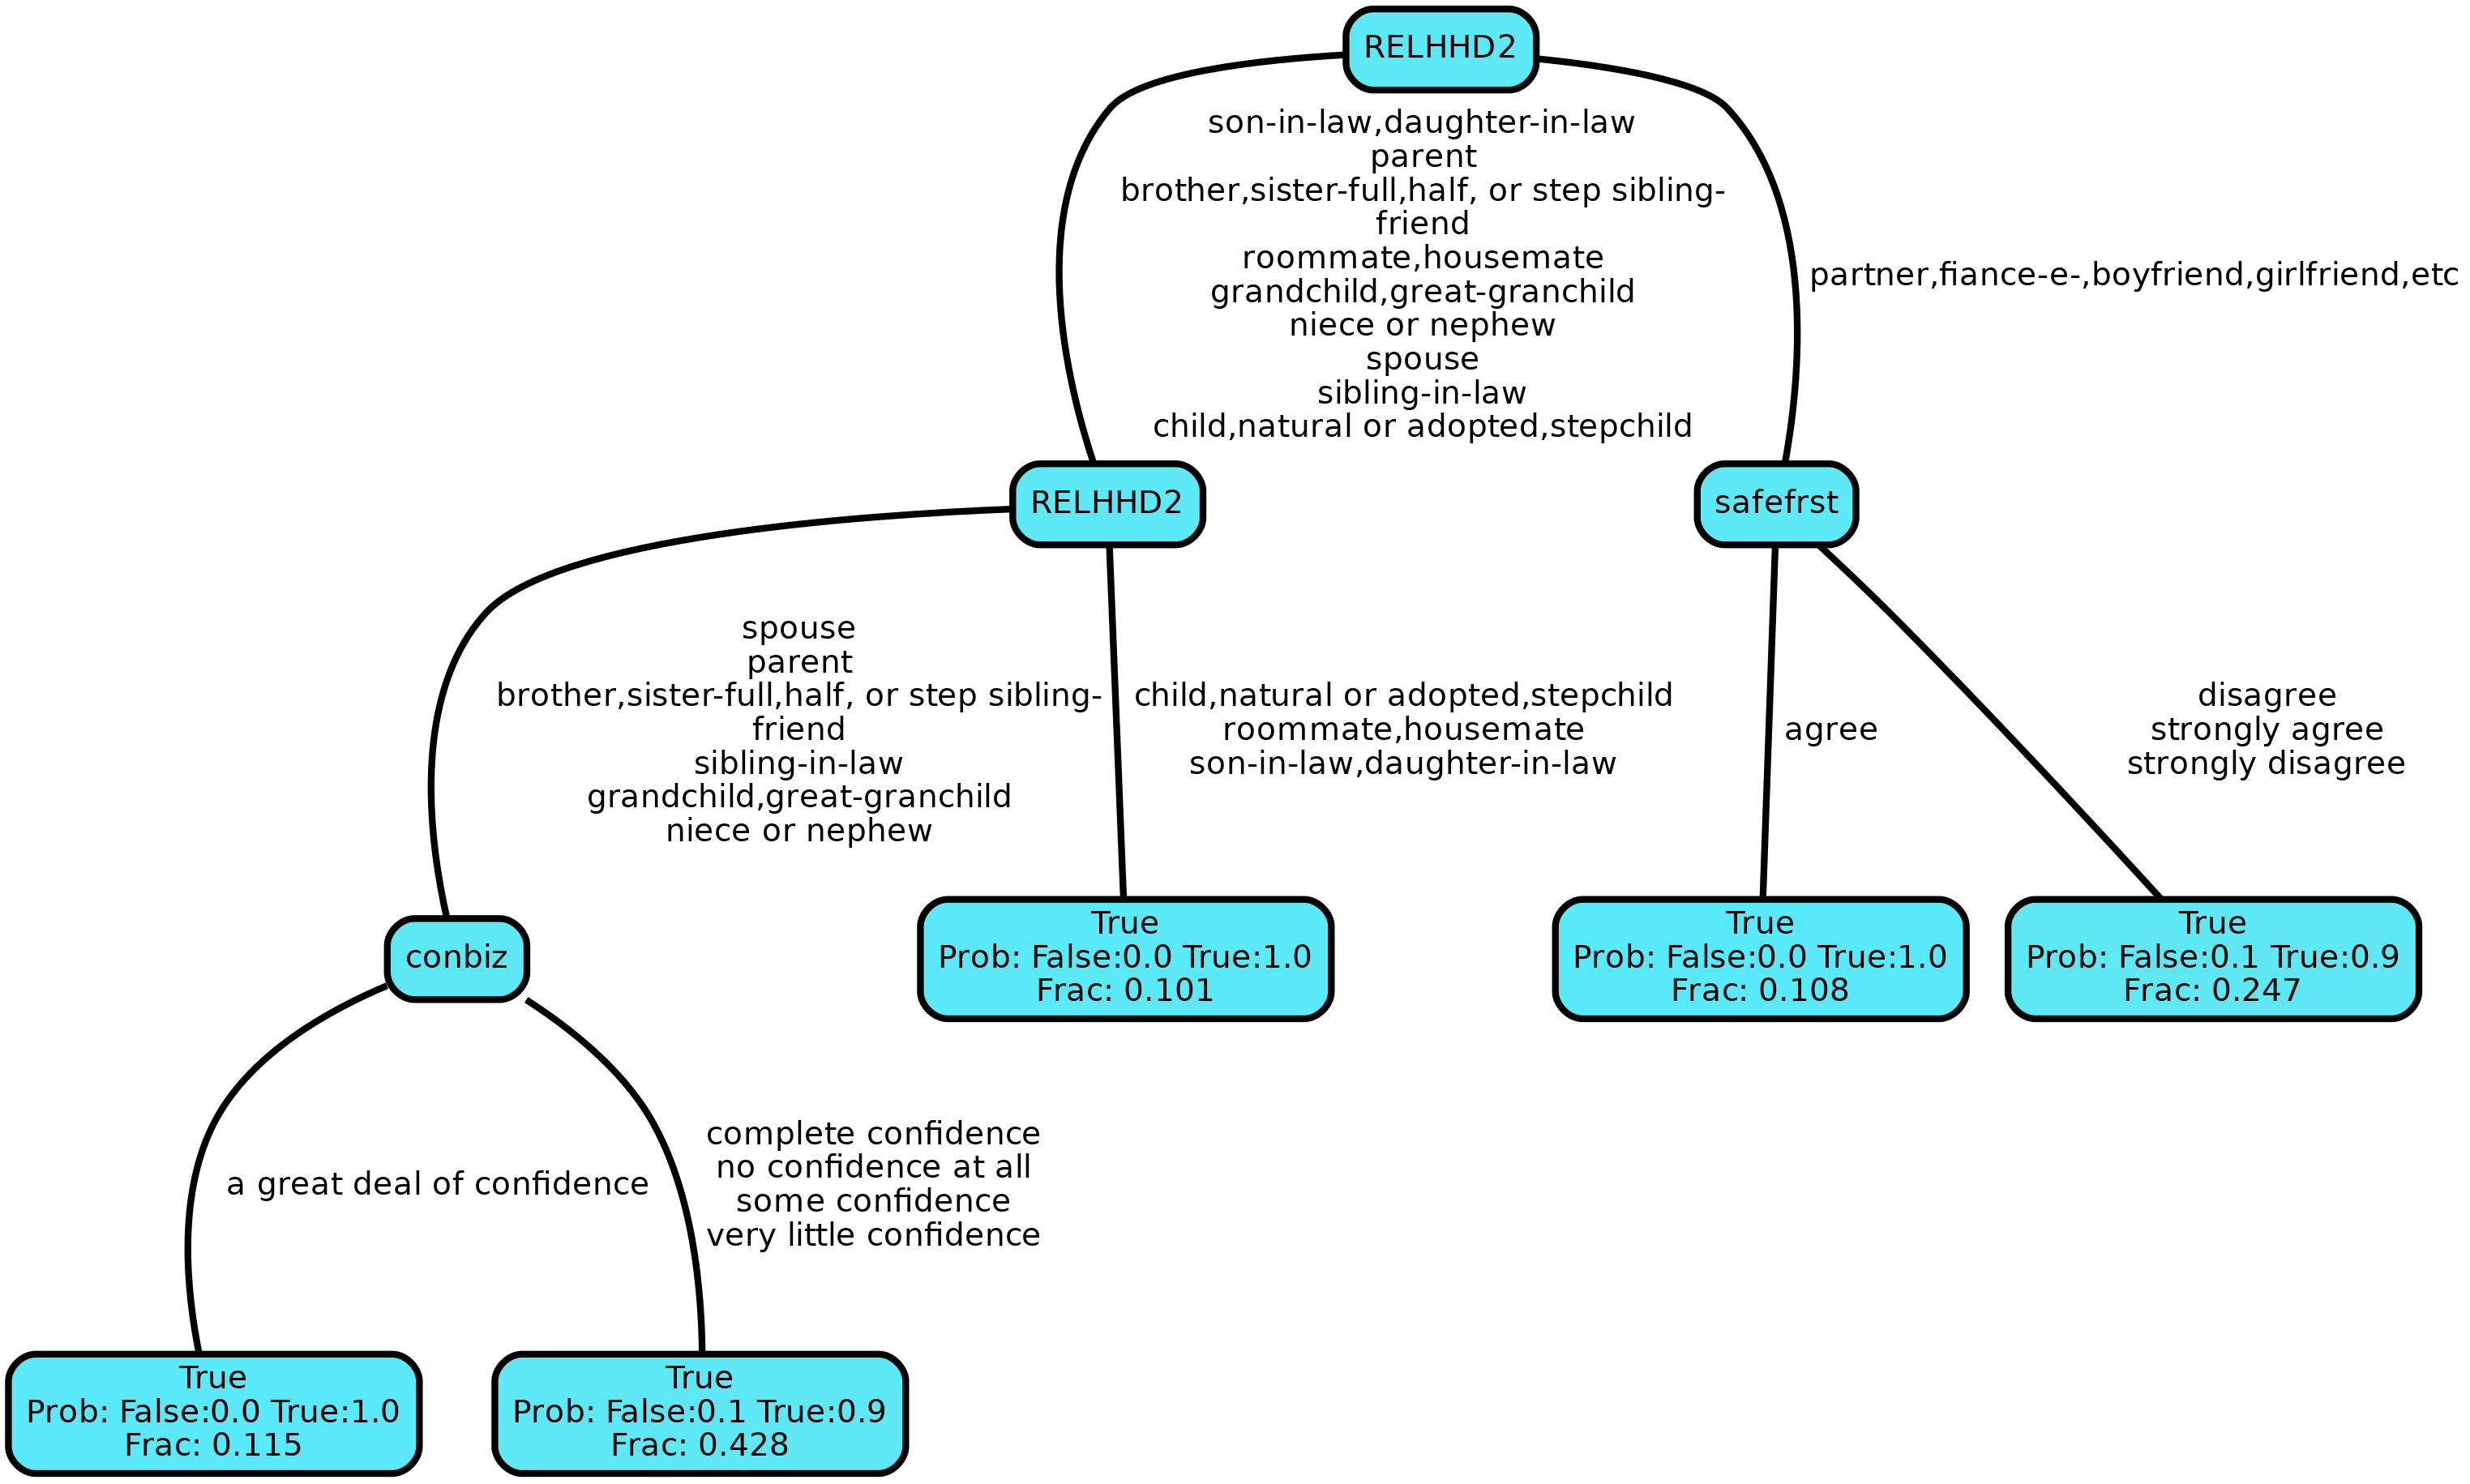 RELHHD2
son-in-law,daughter-in-law
parent
brother,sister-full,half, or step sibling-
friend
roommate,housemate
grandchild,great-granchild
niece or nephew
spouse
sibling-in-law
child,natural or adopted,stepchild
partner,fiance-e-,boyfriend,girlfriend,etc
RELHHD2
safefrst
spouse
parent
brother,sister-full,half, or step sibling-
friend
sibling-in-law
grandchild,great-granchild
niece or nephew
child,natural or adopted,stepchild
roommate,housemate
son-in-law,daughter-in-law
agree
disagree
strongly agree
strongly disagree
conbiz
True
Prob: False:0.0 True:1.0
Frac: 0.101
True
Prob: False:0.0 True:1.0
Frac: 0.108
True
Prob: False:0.1 True:0.9
Frac: 0.247
a great deal of confidence
complete confidence
no confidence at all
some confidence
very little confidence
True
Prob: False:0.0 True:1.0
Frac: 0.115
True
Prob: False:0.1 True:0.9
Frac: 0.428